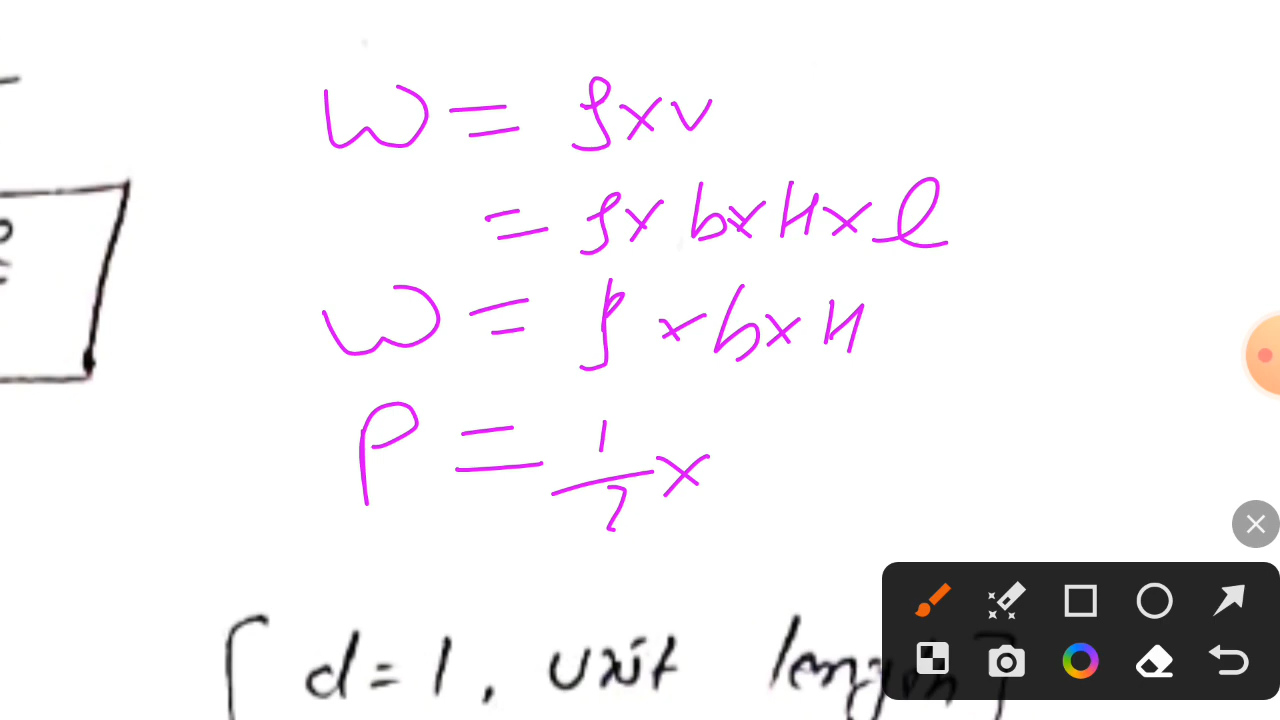 W = ρ × v
= ρ × b × H × l
W = ρ × b × H
P = 1/2 ×
[ d = 1, unit length ]